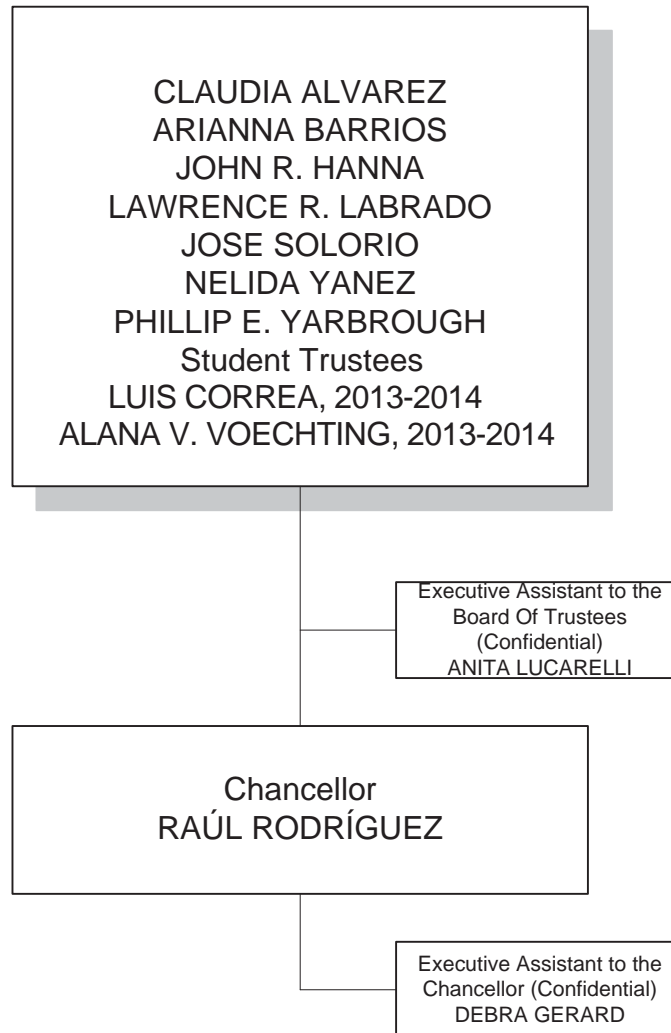 CLAUDIA ALVAREZ
ARIANNA BARRIOS
JOHN R. HANNA
LAWRENCE R. LABRADO
JOSE SOLORIO
NELIDA YANEZ
PHILLIP E. YARBROUGH
Student Trustees
LUIS CORREA, 2013-2014
ALANA V. VOECHTING, 2013-2014
Executive Assistant to the
Board Of Trustees
(Confidential)
ANITA LUCARELLI
Chancellor
RAÚL RODRÍGUEZ
Executive Assistant to the
Chancellor (Confidential)
DEBRA GERARD